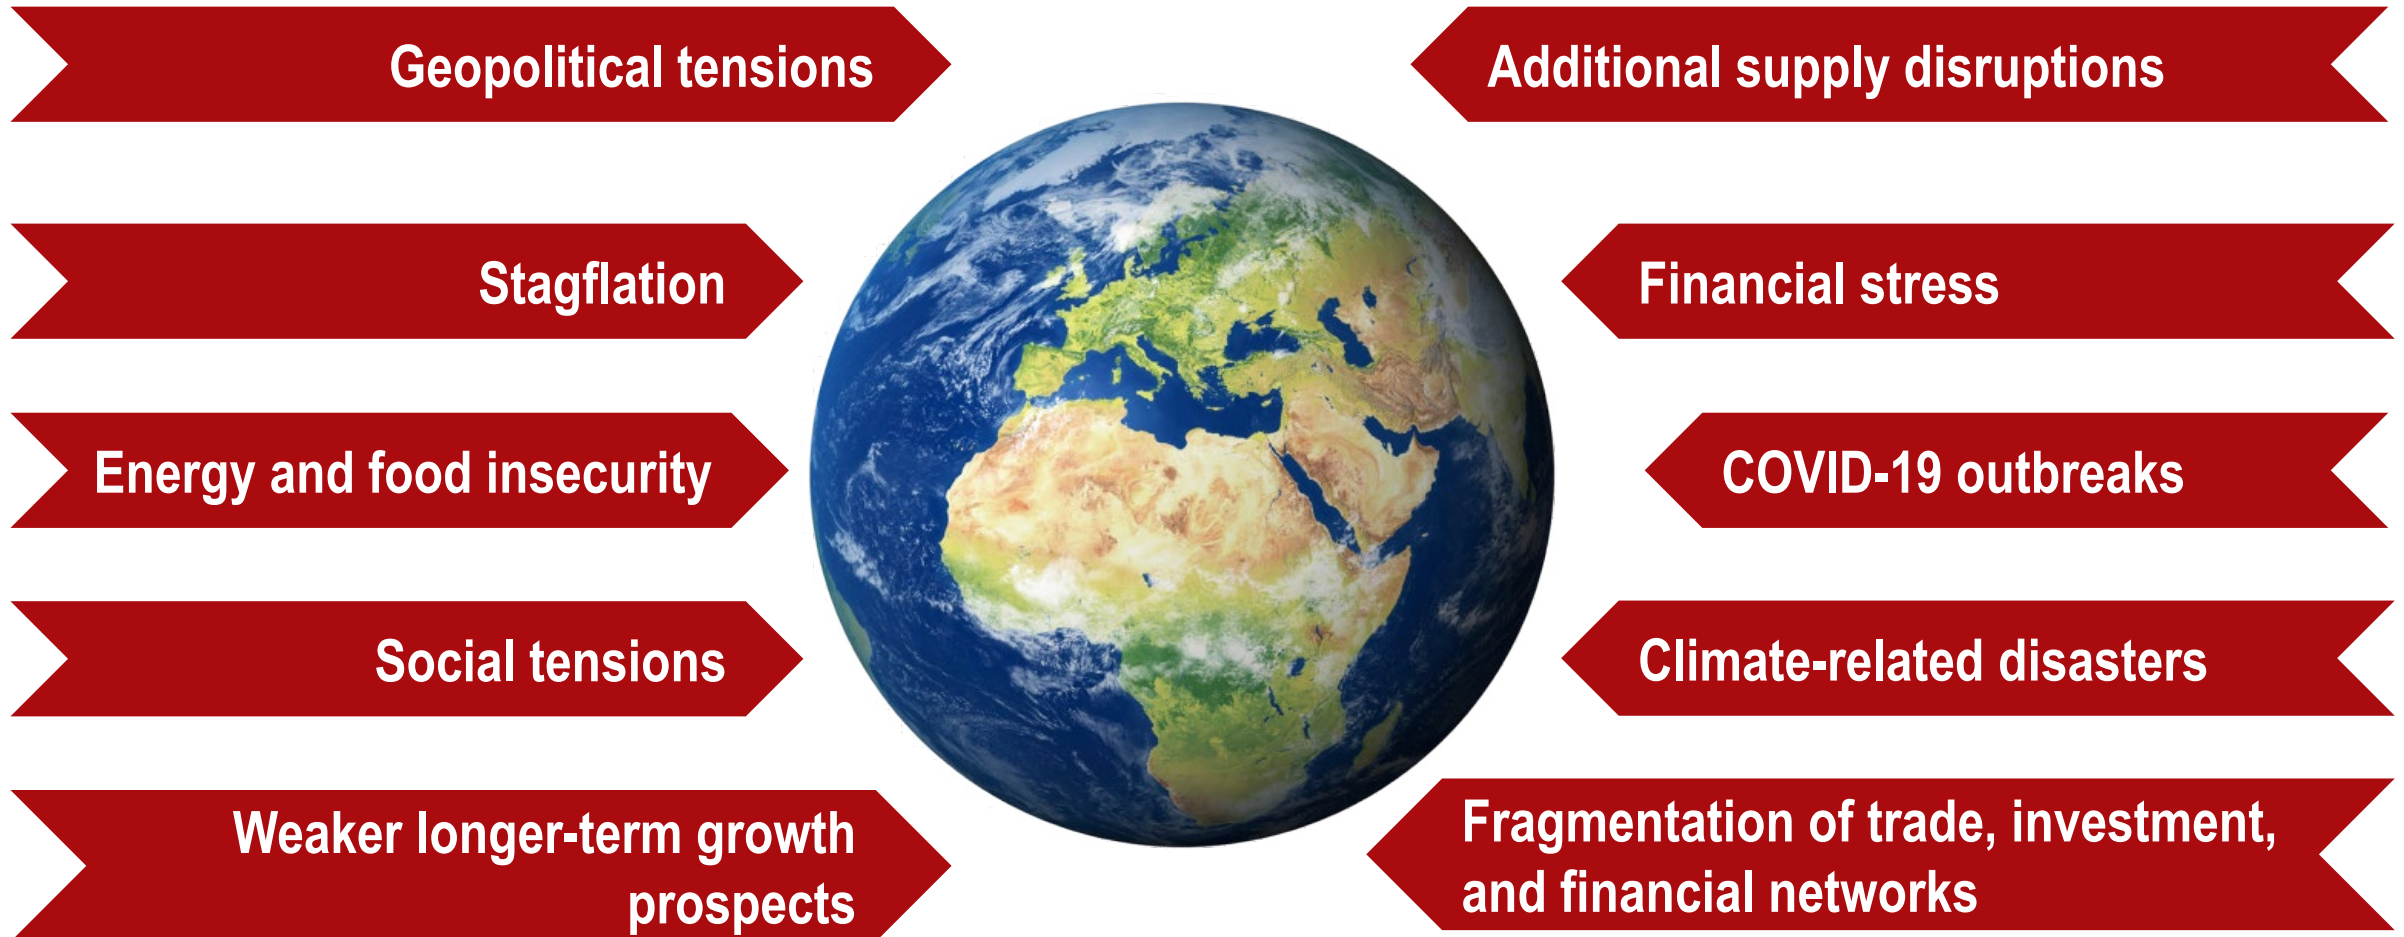 Geopolitical tensions
Additional supply disruptions
Stagflation
Financial stress
Energy and food insecurity
COVID-19 outbreaks
Social tensions
Climate-related disasters
Weaker longer-term growth
prospects
Fragmentation of trade, investment,
and financial networks